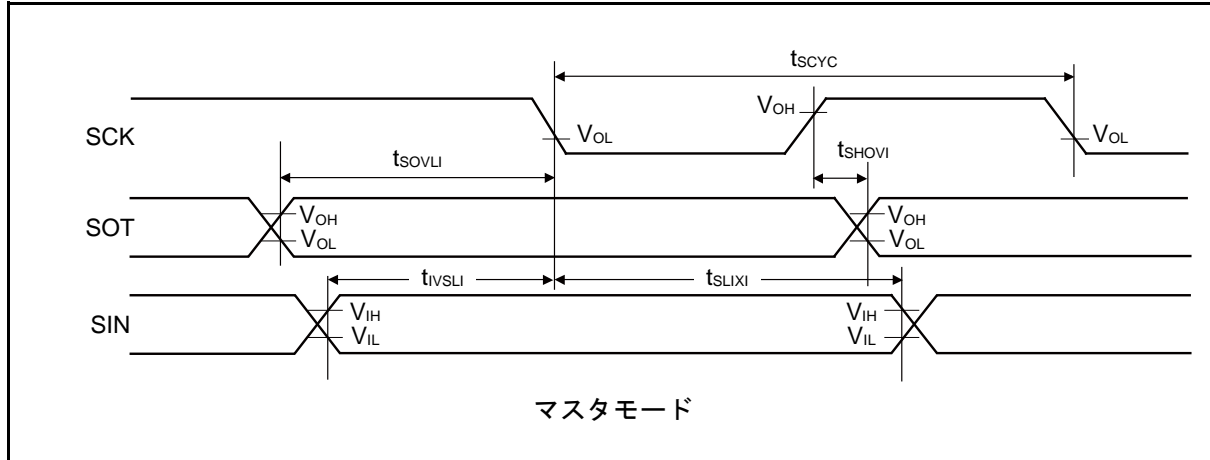 tSCYC
SCK
VOH
VOL
VOL
tSOVLI
tSHOVI
SOT
VOH
VOL
VOH
VOL
tIVSLI
tSLIXI
SIN
VIH
VIL
VIH
VIL
マスタモード